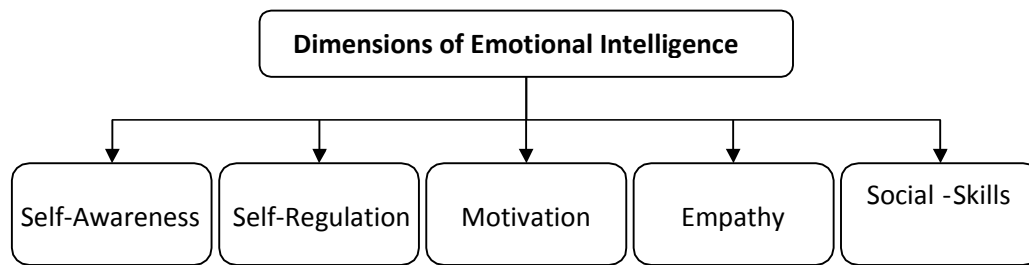 Dimensions of Emotional Intelligence
Self-Awareness
Self-Regulation
Motivation
Empathy
Social -Skills